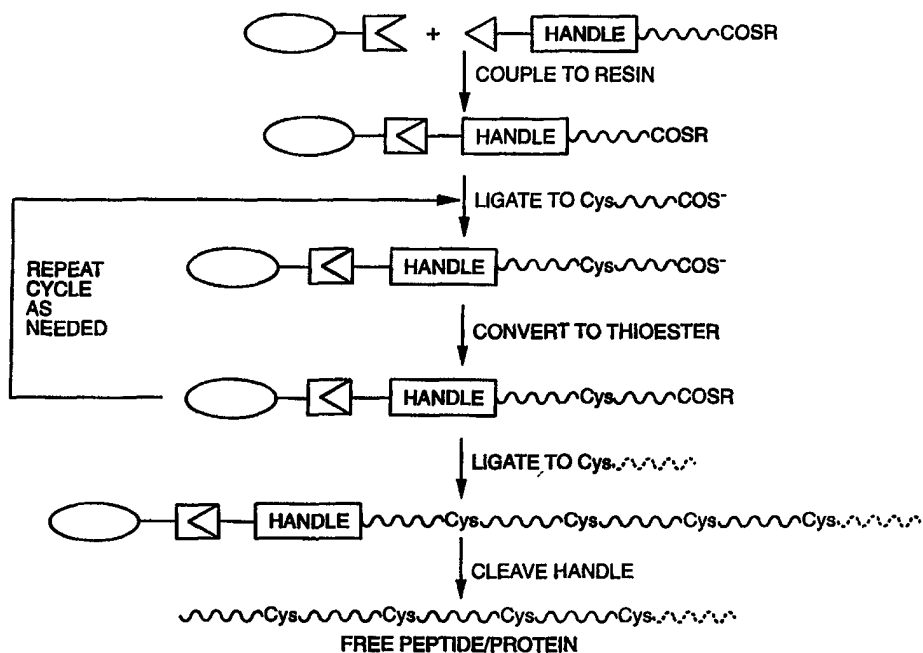 + HANDLE COSR
COUPLE TO RESIN
HANDLE COSR
LIGATE TO Cys COS⁻
HANDLE Cys COS⁻
REPEAT
CYCLE
AS
NEEDED
CONVERT TO THIOESTER
HANDLE Cys COSR
LIGATE TO Cys
HANDLE Cys Cys Cys Cys
CLEAVE HANDLE
Cys Cys Cys Cys
FREE PEPTIDE/PROTEIN